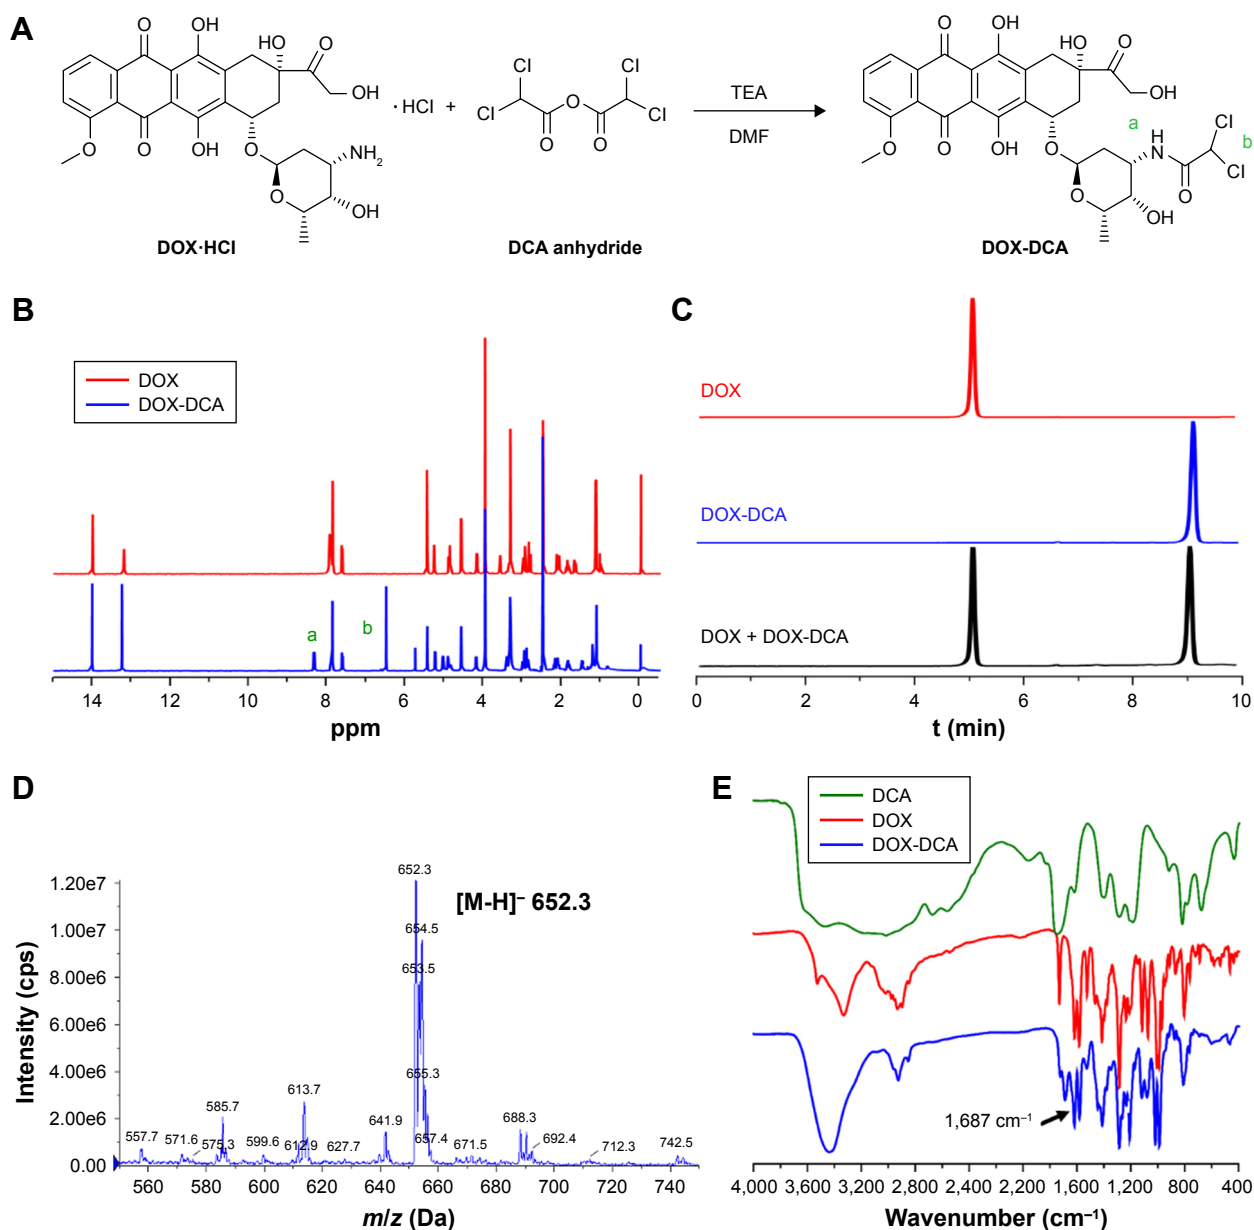 A
O OH HO O OH
· HCl +
O OH O NH2 O OH
DOX·HCl
Cl Cl Cl Cl O O O
DCA anhydride
TEA
DMF
O OH HO O OH
O O OH O a H N Cl Cl b O O OH
DOX-DCA
B
DOX
DOX-DCA
a
b
14 12 10 8 6 4 2 0
ppm
C
DOX
DOX-DCA
DOX + DOX-DCA
0 2 4 6 8 10
t (min)
D
[M-H]– 652.3
652.3
654.5
653.5
655.3
657.4
613.7
585.7
557.7
571.6
575.3
599.6
612.9
627.7
641.9
671.5
688.3
692.4
712.3
742.5
Intensity (cps)
1.20e7
1.00e7
8.00e6
6.00e6
4.00e6
2.00e6
0.00
560 580 600 620 640 660 680 700 720 740
m/z (Da)
E
DCA
DOX
DOX-DCA
1,687 cm–1
4,000 3,600 3,200 2,800 2,400 2,000 1,600 1,200 800 400
Wavenumber (cm–1)